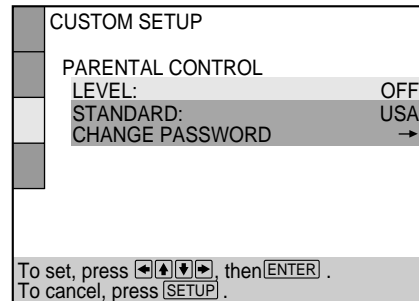 CUSTOM SETUP
PARENTAL CONTROL
LEVEL: OFF
STANDARD: USA
CHANGE PASSWORD →
To set, press ←↑↓→, then ENTER .
To cancel, press SETUP .